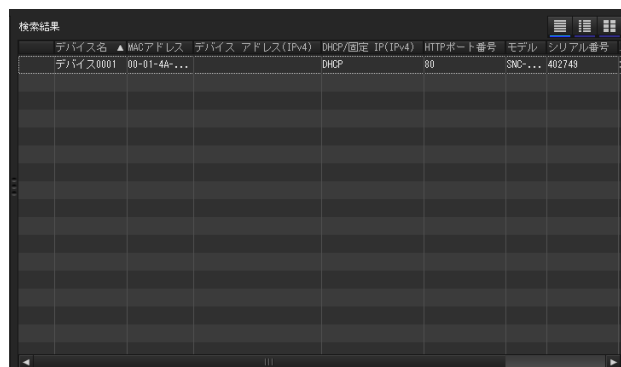 検索結果
デバイス名 ▲ MACアドレス デバイス アドレス(IPv4) DHCP/固定 IP(IPv4) HTTPポート番号 モデル シリアル番号
デバイス0001 00-01-4A-... DHCP 80 SNC-... 402749